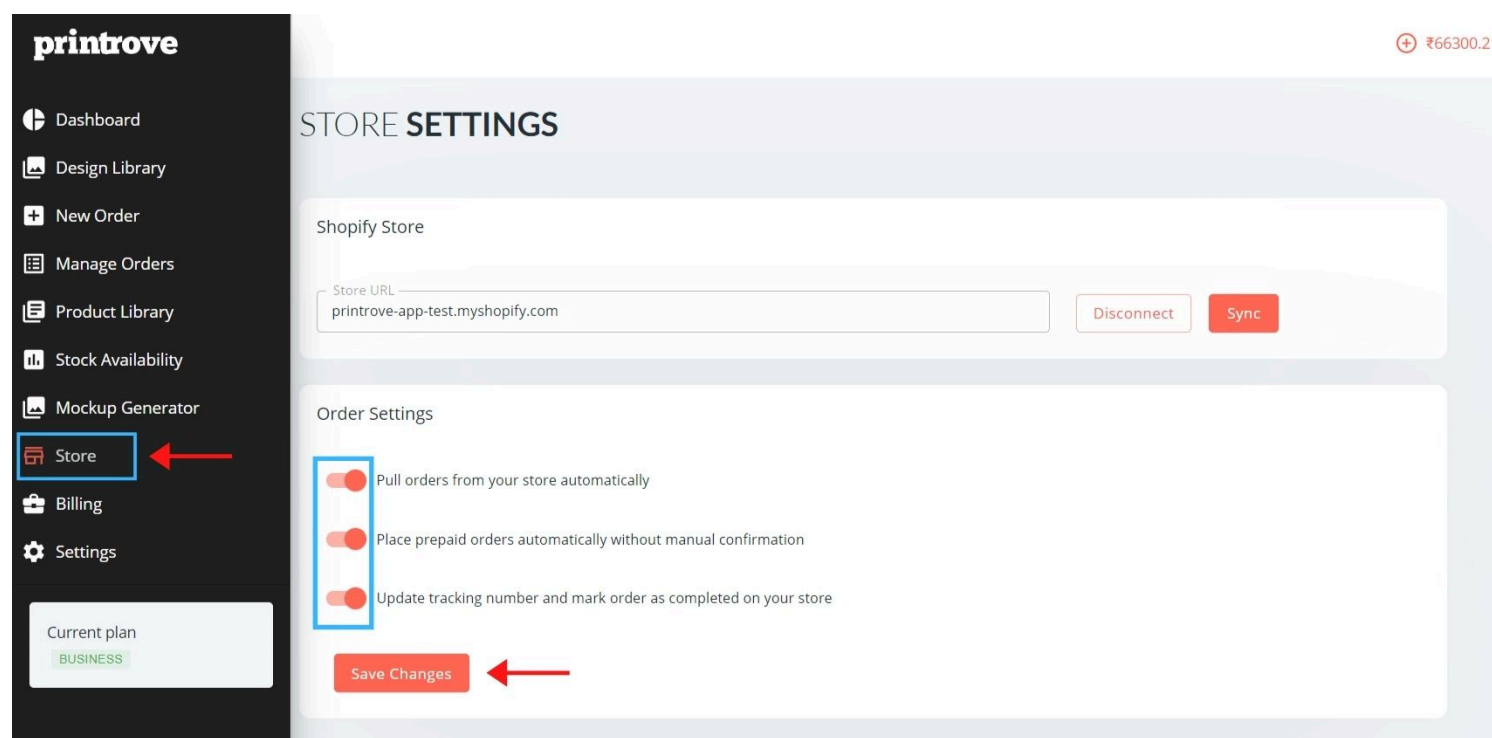 printrove
₹66300.2
Dashboard
Design Library
New Order
Manage Orders
Product Library
Stock Availability
Mockup Generator
Store
Billing
Settings
Current plan
BUSINESS
STORE SETTINGS
Shopify Store
Store URL
printrove-app-test.myshopify.com
Disconnect
Sync
Order Settings
Pull orders from your store automatically
Place prepaid orders automatically without manual confirmation
Update tracking number and mark order as completed on your store
Save Changes